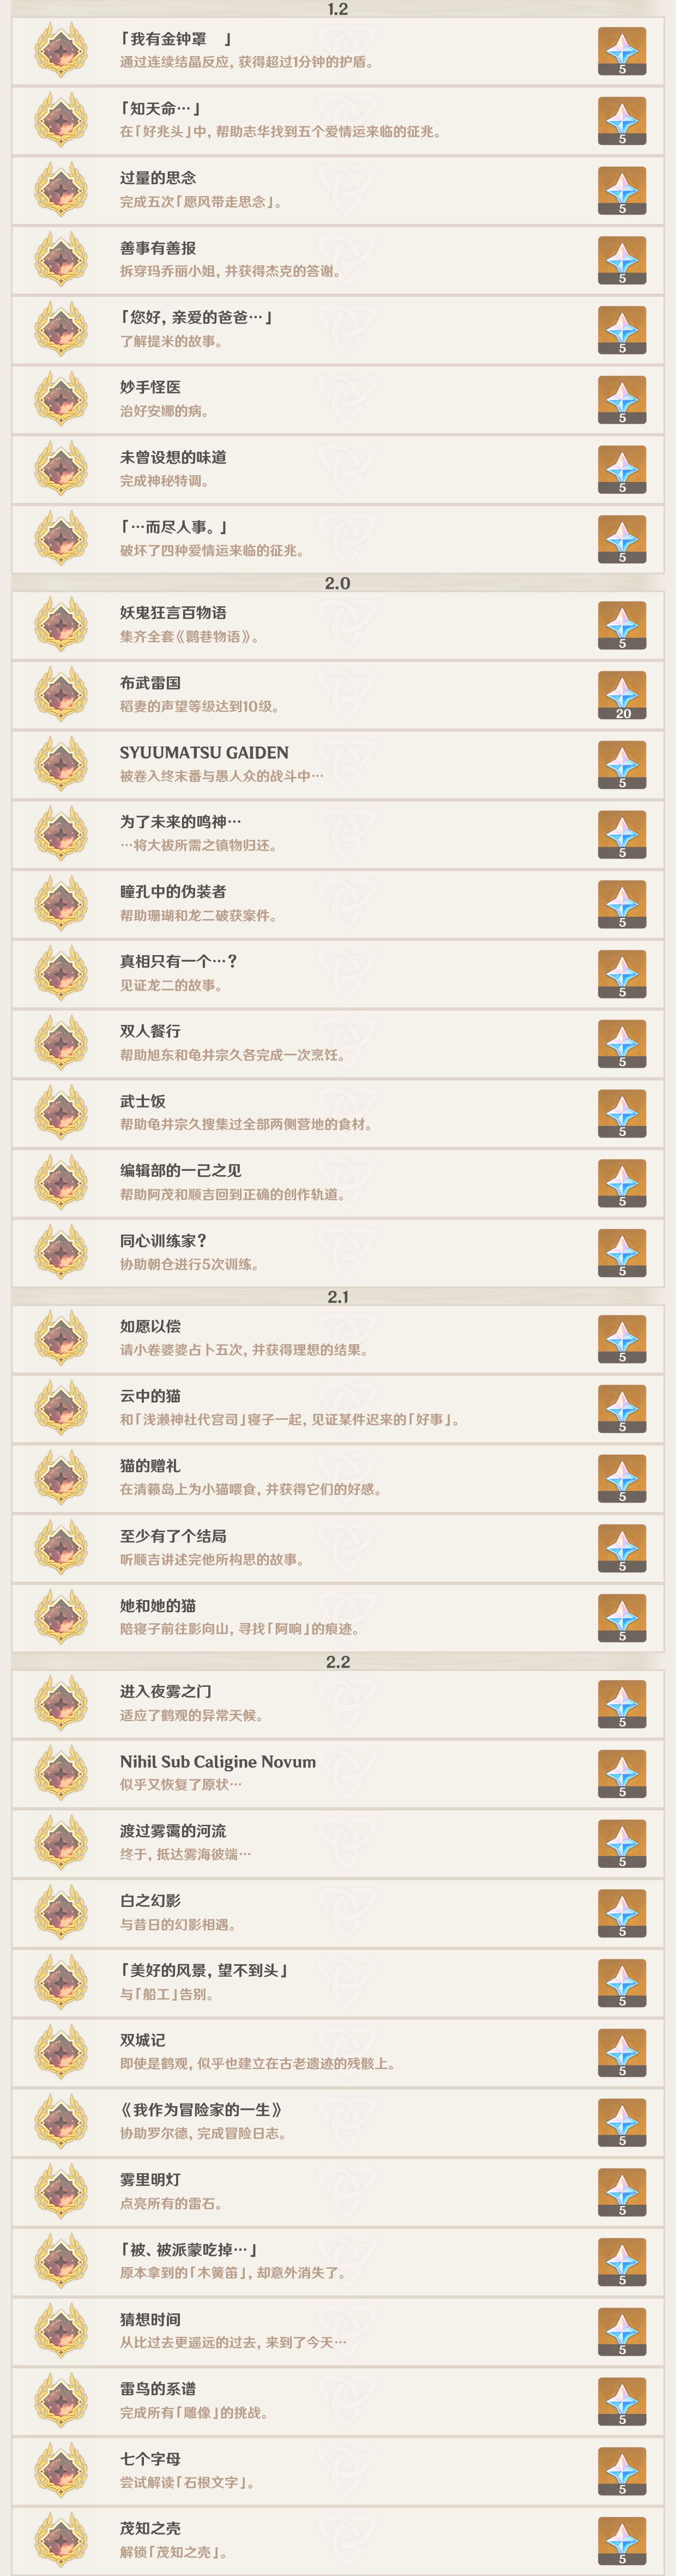 1.2
「我有金钟罩　」
通过连续结晶反应，获得超过1分钟的护盾。
5
「知天命…」
在「好兆头」中，帮助志华找到五个爱情运来临的征兆。
5
过量的思念
完成五次「愿风带走思念」。
5
善事有善报
拆穿玛乔丽小姐，并获得杰克的答谢。
5
「您好，亲爱的爸爸…」
了解提米的故事。
5
妙手怪医
治好安娜的病。
5
未曾设想的味道
完成神秘特调。
5
「…而尽人事。」
破坏了四种爱情运来临的征兆。
5
2.0
妖鬼狂言百物语
集齐全套《鹮巷物语》。
5
布武雷国
稻妻的声望等级达到10级。
20
SYUUMATSU GAIDEN
被卷入终末番与愚人众的战斗中…
5
为了未来的鸣神…
…将大祓所需之镇物归还。
5
瞳孔中的伪装者
帮助珊瑚和龙二破获案件。
5
真相只有一个…？
见证龙二的故事。
5
双人餐行
帮助旭东和龟井宗久各完成一次烹饪。
5
武士饭
帮助龟井宗久搜集过全部两侧营地的食材。
5
编辑部的一己之见
帮助阿茂和顺吉回到正确的创作轨道。
5
同心训练家？
协助朝仓进行5次训练。
5
2.1
如愿以偿
请小卷婆婆占卜五次，并获得理想的结果。
5
云中的猫
和「浅濑神社代宫司」寝子一起，见证某件迟来的「好事」。
5
猫的赠礼
在清籁岛上为小猫喂食，并获得它们的好感。
5
至少有了个结局
听顺吉讲述完他所构思的故事。
5
她和她的猫
陪寝子前往影向山，寻找「阿响」的痕迹。
5
2.2
进入夜雾之门
适应了鹤观的异常天候。
5
Nihil Sub Caligine Novum
似乎又恢复了原状…
5
渡过雾霭的河流
终于，抵达雾海彼端…
5
白之幻影
与昔日的幻影相遇。
5
「美好的风景，望不到头」
与「船工」告别。
5
双城记
即使是鹤观，似乎也建立在古老遗迹的残骸上。
5
《我作为冒险家的一生》
协助罗尔德，完成冒险日志。
5
雾里明灯
点亮所有的雷石。
5
「被、被派蒙吃掉…」
原本拿到的「木簧笛」，却意外消失了。
5
猜想时间
从比过去更遥远的过去，来到了今天…
5
雷鸟的系谱
完成所有「雕像」的挑战。
5
七个字母
尝试解读「石根文字」。
5
茂知之壳
解锁「茂知之壳」。
5